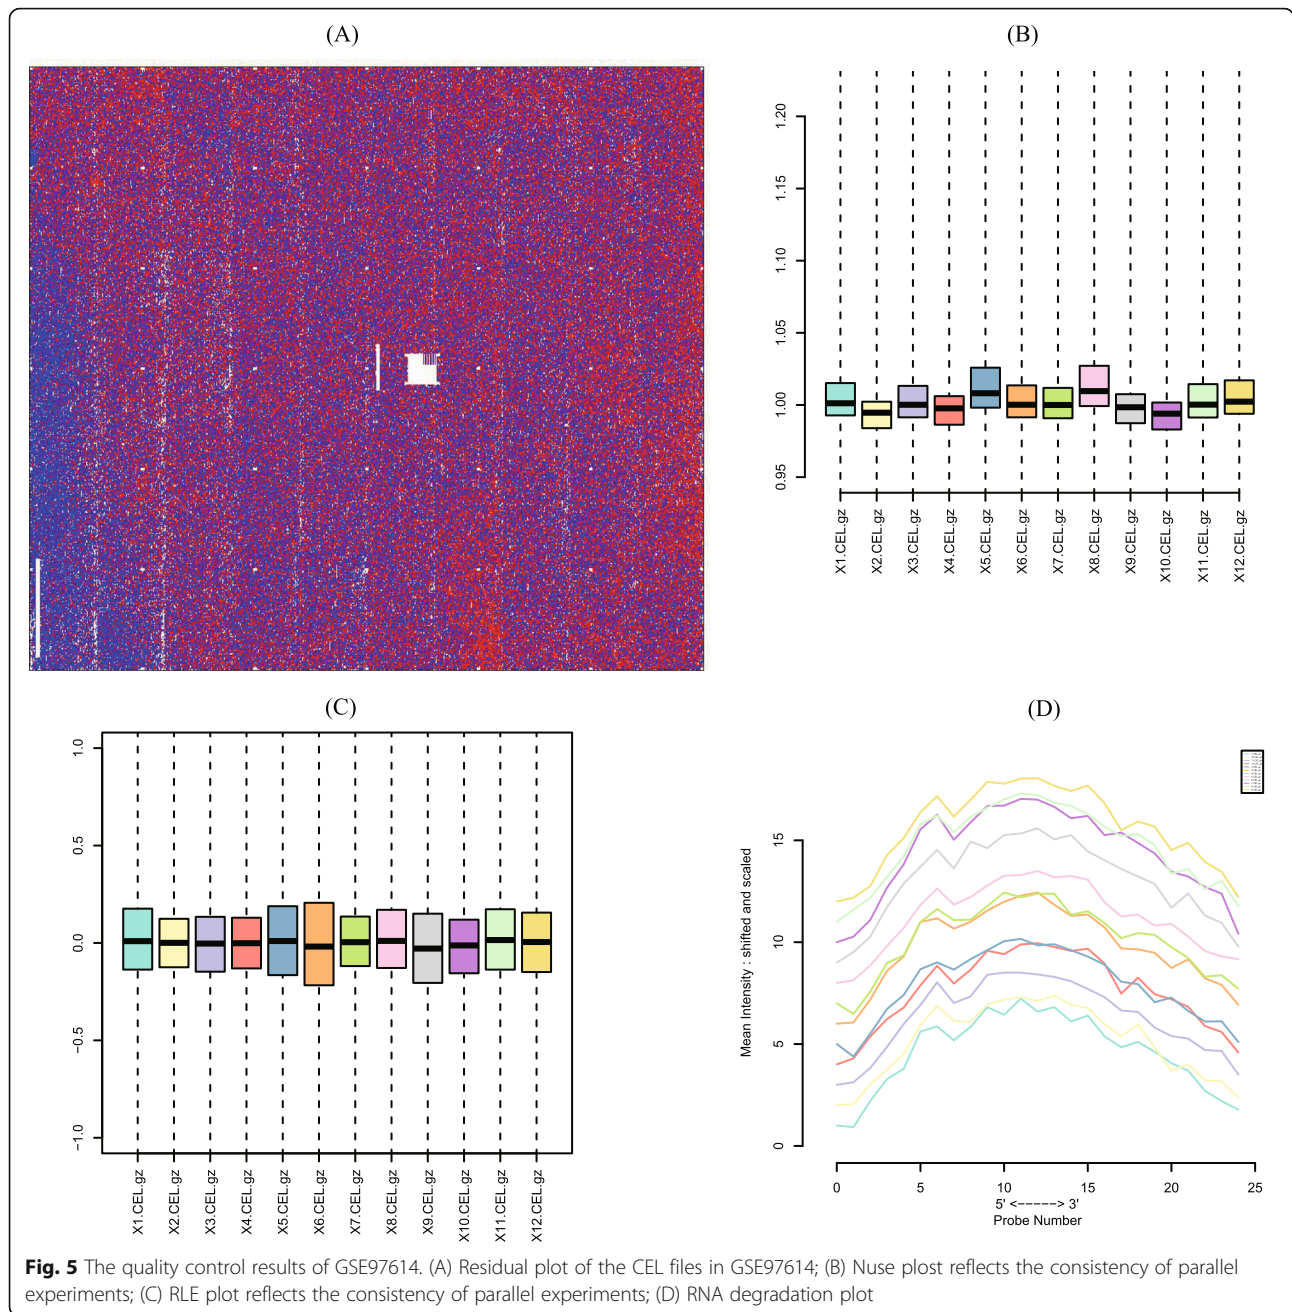 (A)
(B)
1.20
1.15
1.10
1.05
1.00
0.95
X1.CEL.gz
X2.CEL.gz
X3.CEL.gz
X4.CEL.gz
X5.CEL.gz
X6.CEL.gz
X7.CEL.gz
X8.CEL.gz
X9.CEL.gz
X10.CEL.gz
X11.CEL.gz
X12.CEL.gz
(C)
1.0
0.5
0.0
−0.5
−1.0
X1.CEL.gz
X2.CEL.gz
X3.CEL.gz
X4.CEL.gz
X5.CEL.gz
X6.CEL.gz
X7.CEL.gz
X8.CEL.gz
X9.CEL.gz
X10.CEL.gz
X11.CEL.gz
X12.CEL.gz
(D)
Mean Intensity : shifted and scaled
15
10
5
0
0 5 10 15 20 25
5' <−−−−−> 3'
Probe Number
Fig. 5 The quality control results of GSE97614. (A) Residual plot of the CEL files in GSE97614; (B) Nuse plost reflects the consistency of parallel
experiments; (C) RLE plot reflects the consistency of parallel experiments; (D) RNA degradation plot